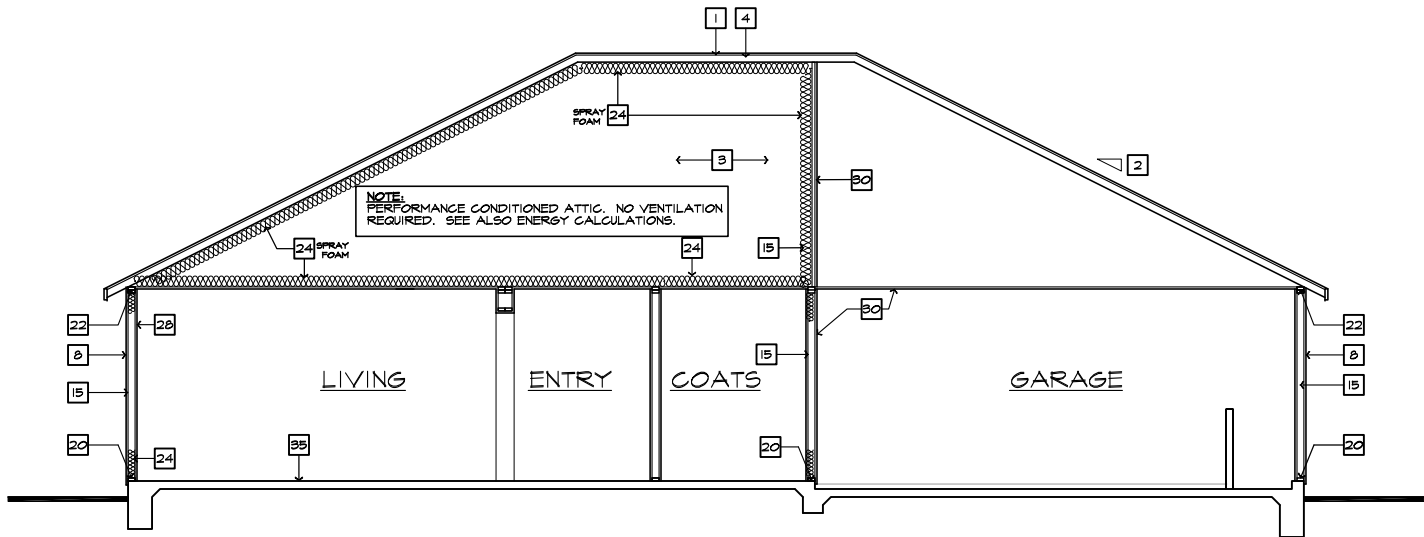 1 4
SPRAY
FOAM
24
3
2
30
NOTE:
PERFORMANCE CONDITIONED ATTIC. NO VENTILATION
REQUIRED. SEE ALSO ENERGY CALCULATIONS.
24 SPRAY
FOAM
24
15
30
22
28
22
8
15
8
15
LIVING
ENTRY
COATS
GARAGE
15
20
24
35
20
20